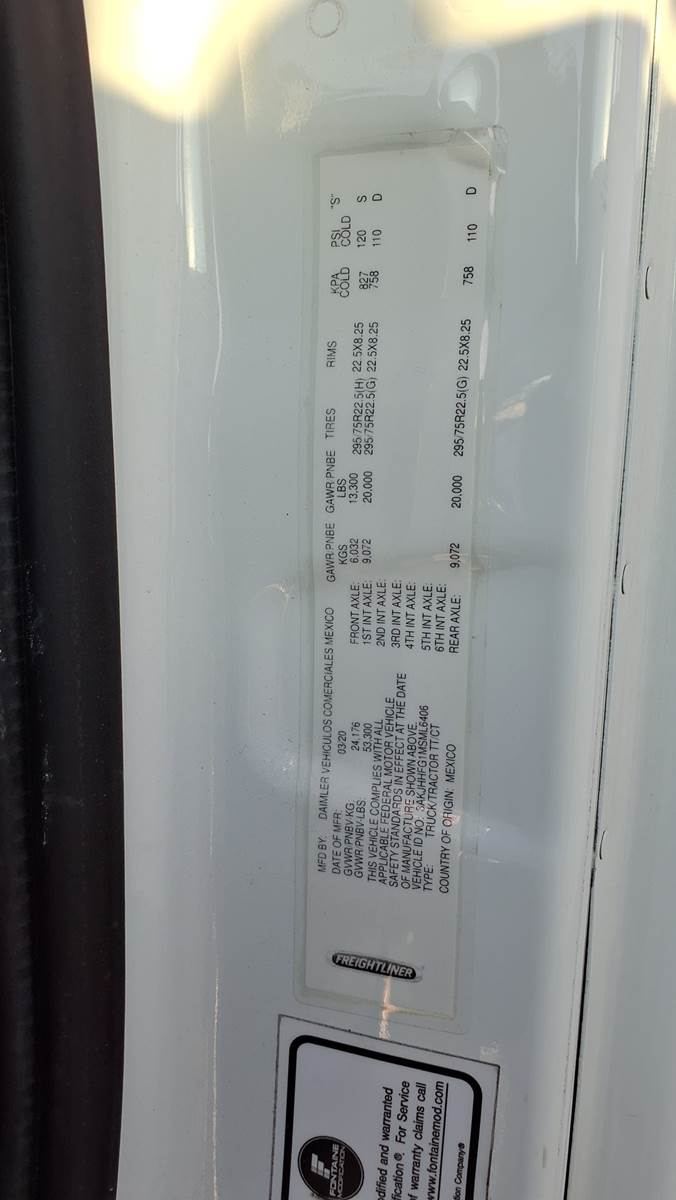 FREIGHTLINER
MFD BY: DAIMLER VEHICULOS COMERCIALES MEXICO
DATE OF MFR: 03/20
GVWR/PNBV-KG: 24,176
GVWR/PNBV-LBS: 53,300
THIS VEHICLE COMPLIES WITH ALL
APPLICABLE FEDERAL MOTOR VEHICLE
SAFETY STANDARDS IN EFFECT AT THE DATE
OF MANUFACTURE SHOWN ABOVE.
VEHICLE ID NO.: 3AKJHHFG1MSML6406
TYPE: TRUCK/TRACTOR TT/CT
COUNTRY OF ORIGIN: MEXICO
GAWR/PNBE GAWR/PNBE TIRES RIMS KPA PSI "S"
KGS LBS COLD COLD
FRONT AXLE: 6,032 13,300 295/75R22.5(H) 22.5X8.25 827 120 S
1ST INT AXLE: 9,072 20,000 295/75R22.5(G) 22.5X8.25 758 110 D
2ND INT AXLE:
3RD INT AXLE:
4TH INT AXLE:
5TH INT AXLE:
6TH INT AXLE:
REAR AXLE: 9,072 20,000 295/75R22.5(G) 22.5X8.25 758 110 D
FONTAINE
MODIFICATION
dified and warranted
fication®. For Service
f warranty claims call
www.fontainemod.com
tion Company®